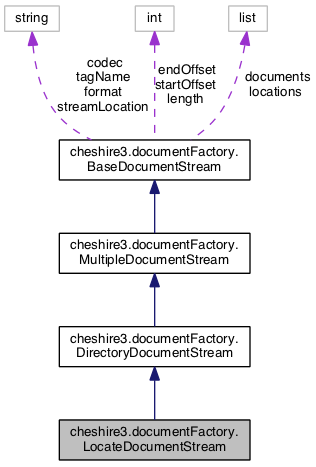 string
int
list
codec
tagName
format
streamLocation
endOffset
startOffset
length
documents
locations
cheshire3.documentFactory.
BaseDocumentStream
cheshire3.documentFactory.
MultipleDocumentStream
cheshire3.documentFactory.
DirectoryDocumentStream
cheshire3.documentFactory.
LocateDocumentStream